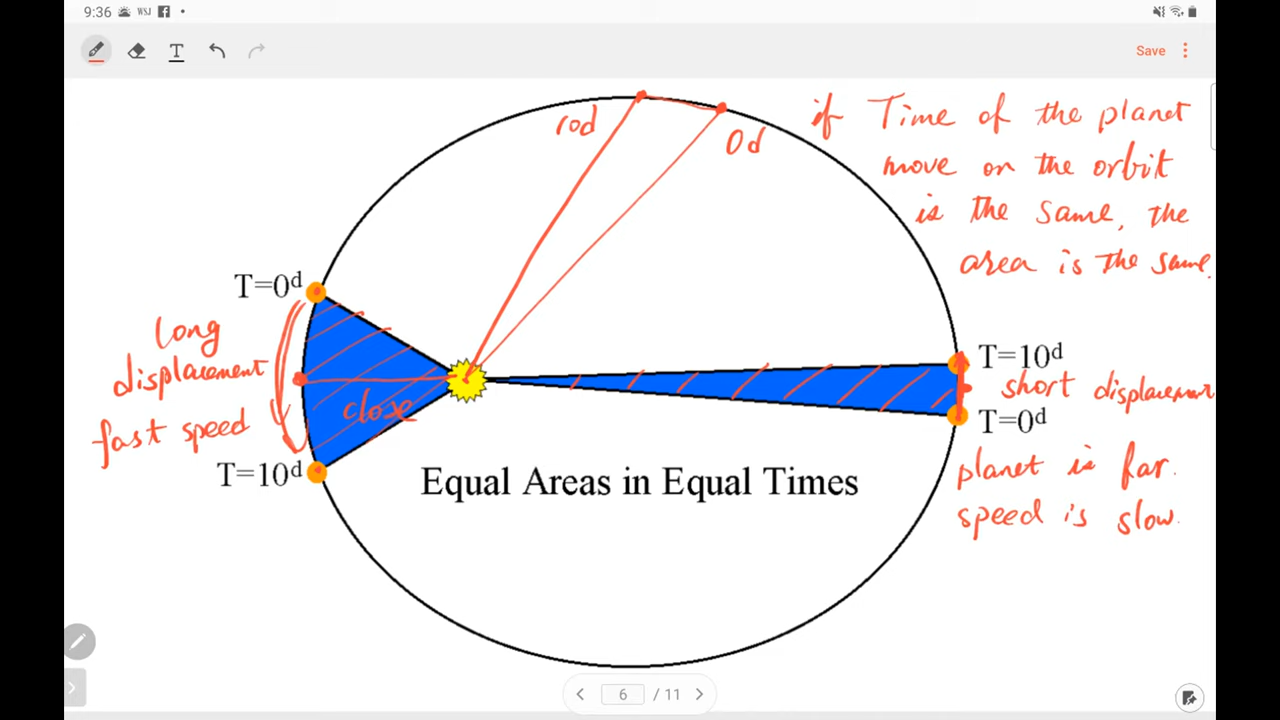 9:36 WSJ
T Save
10d
0d
if Time of the planet
move on the orbit
is the same, the
area is the same.
T=0d
long
displacement
fast speed
close
T=10d
T=10d
short displacement
T=0d
planet is far.
speed is slow.
Equal Areas in Equal Times
6 / 11